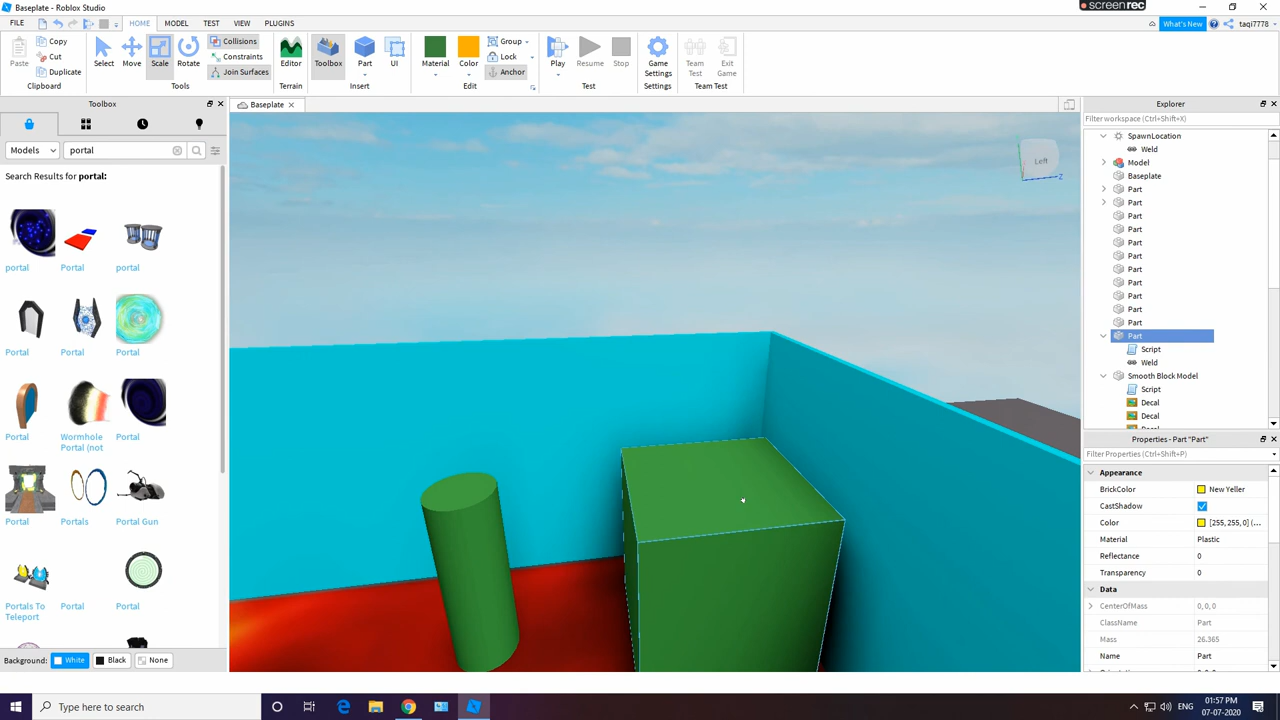 Baseplate - Roblox Studio
screenrec
FILE
HOME MODEL TEST VIEW PLUGINS
What's New
taqi7778
Paste
Copy
Cut
Duplicate
Clipboard
Select Move Scale Rotate
Collisions
Constraints
Join Surfaces
Tools
Editor
Terrain
Toolbox Part UI
Insert
Material Color
Group
Lock
Anchor
Edit
Play Resume Stop
Test
Game Settings
Settings
Team Test
Exit Game
Team Test
Toolbox
Models
portal
Search Results for portal:
portal Portal portal
Portal Portal Portal
Portal Wormhole Portal (not Portal
Portal Portals Portal Gun
Portals To Teleport Portal Portal
Background: White Black None
Baseplate
Left
Z
Explorer
Filter workspace (Ctrl+Shift+X)
SpawnLocation
Weld
Model
Baseplate
Part
Part
Part
Part
Part
Part
Part
Part
Part
Part
Part
Part
Script
Weld
Smooth Block Model
Script
Decal
Decal
Properties - Part "Part"
Filter Properties (Ctrl+Shift+P)
Appearance
BrickColor New Yeller
CastShadow
Color [255, 255, 0] (...
Material Plastic
Reflectance 0
Transparency 0
Data
CenterOfMass 0, 0, 0
ClassName Part
Mass 26.365
Name Part
Type here to search
ENG
01:57 PM
07-07-2020